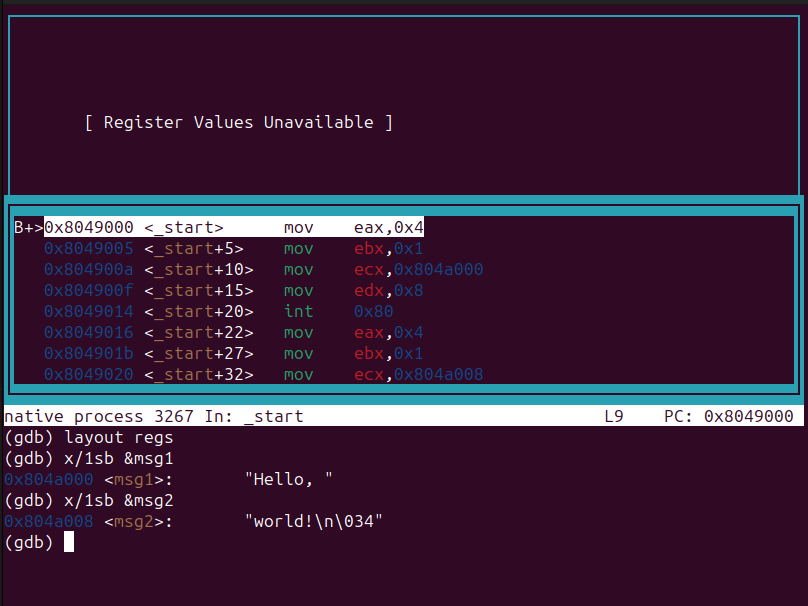 [ Register Values Unavailable ]
B+>0x8049000 <_start>      mov    eax,0x4
   0x8049005 <_start+5>    mov    ebx,0x1
   0x804900a <_start+10>   mov    ecx,0x804a000
   0x804900f <_start+15>   mov    edx,0x8
   0x8049014 <_start+20>   int    0x80
   0x8049016 <_start+22>   mov    eax,0x4
   0x804901b <_start+27>   mov    ebx,0x1
   0x8049020 <_start+32>   mov    ecx,0x804a008
native process 3267 In: _start                              L9    PC: 0x8049000
(gdb) layout regs
(gdb) x/1sb &msg1
0x804a000 <msg1>:       "Hello, "
(gdb) x/1sb &msg2
0x804a008 <msg2>:       "world!\n\034"
(gdb)